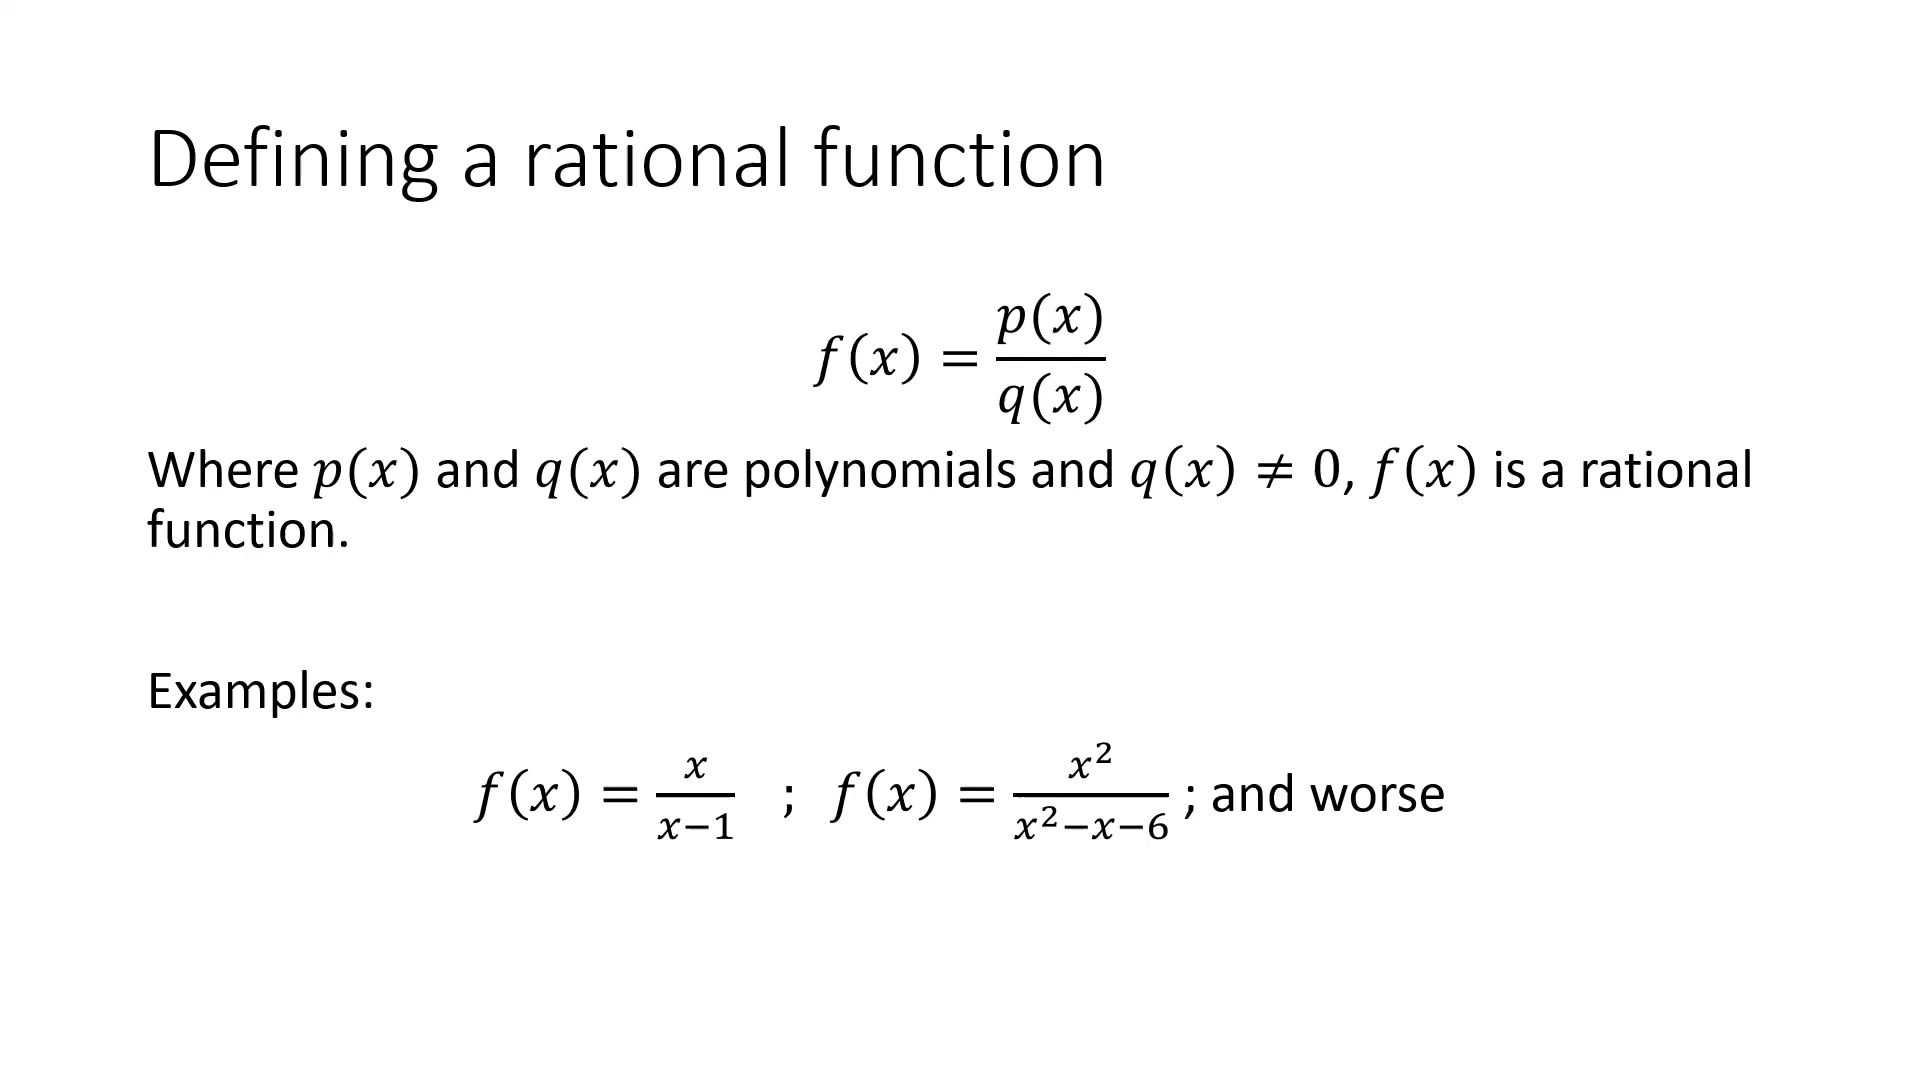 Defining a rational function
f(x) = p(x)/q(x)
Where p(x) and q(x) are polynomials and q(x) ≠ 0, f(x) is a rational
function.
Examples:
f(x) = x/(x−1) ; f(x) = x²/(x²−x−6) ; and worse